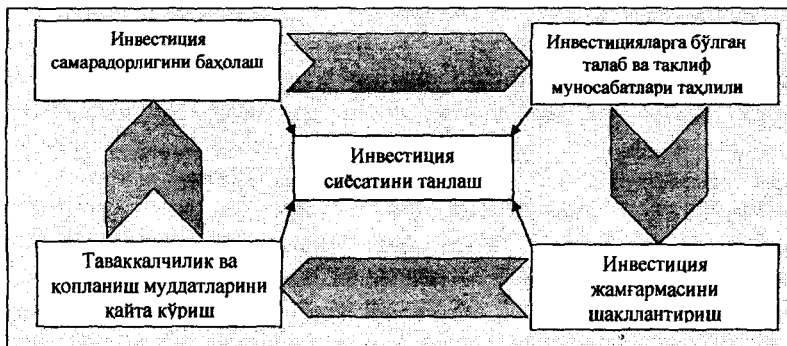 Инвестиция
самарадорлигини баҳолаш
Инвестицияларга бўлган
талаб ва таклиф
муносабатлари таҳлили
Инвестиция
сиёсатини танлаш
Таваккалчилик ва
қопланиш муддатларини
қайта кўриш
Инвестиция
жамғармасини
шакллантириш